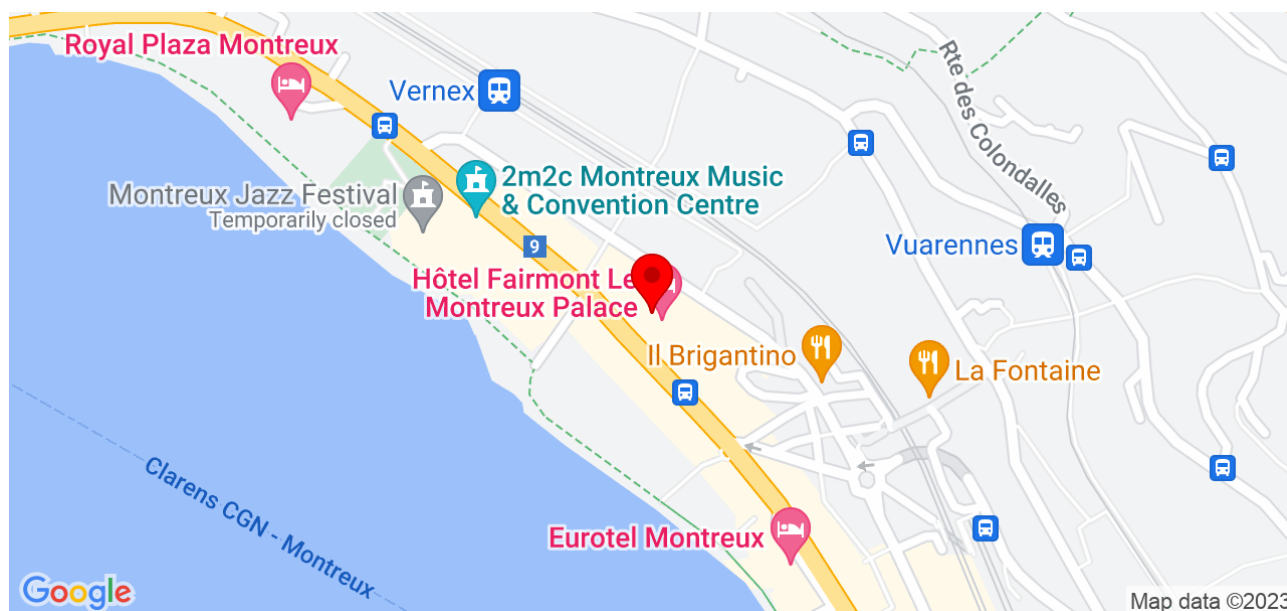 Royal Plaza Montreux
Vernex
Rte des Colondalles
Montreux Jazz Festival
Temporarily closed
2m2c Montreux Music
& Convention Centre
9
Vuarennes
Hôtel Fairmont Le
Montreux Palace
Il Brigantino
La Fontaine
Clarens CGN - Montreux
Eurotel Montreux
Google
Map data ©2023